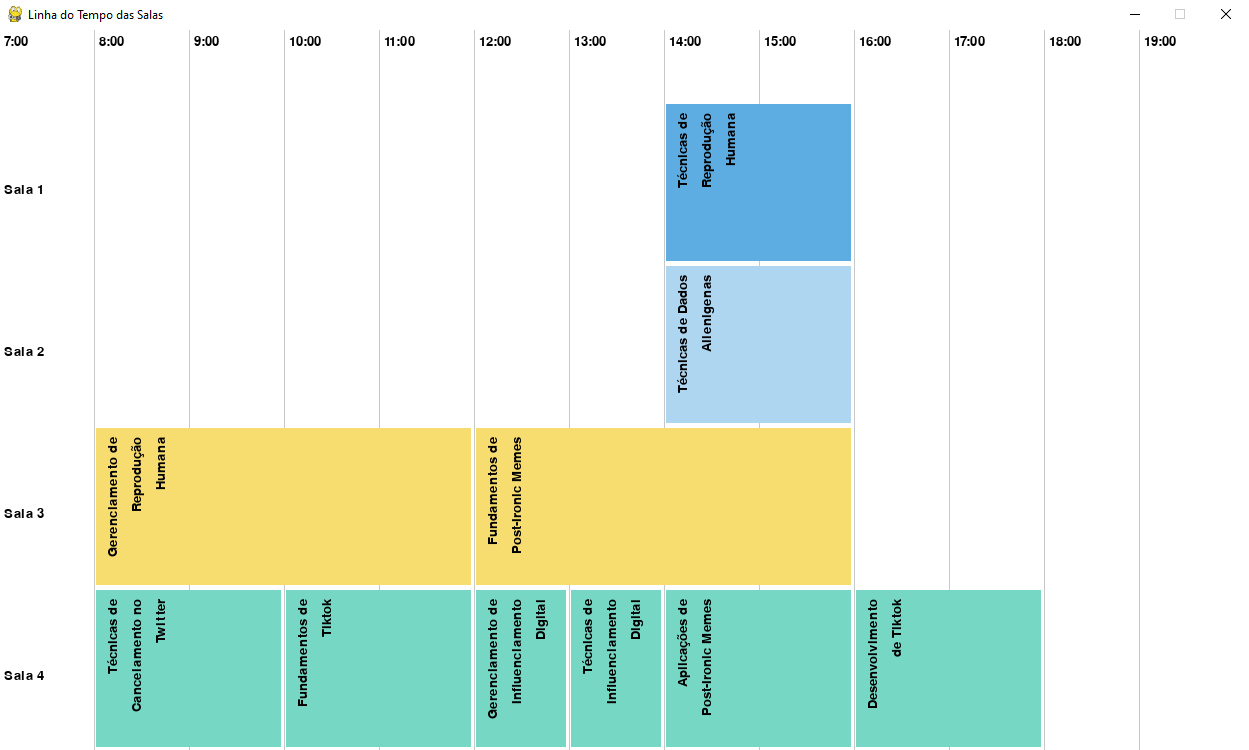 Linha do Tempo das Salas
7:00
8:00
9:00
10:00
11:00
12:00
13:00
14:00
15:00
16:00
17:00
18:00
19:00
Sala 1
Técnicas de
Reprodução
Humana
Sala 2
Técnicas de Dados
Alienígenas
Sala 3
Gerenciamento de
Reprodução
Humana
Fundamentos de
Post-Ironic Memes
Sala 4
Técnicas de
Cancelamento no
Twitter
Fundamentos de
Tiktok
Gerenciamento de
Influenciamento
Digital
Técnicas de
Influenciamento
Digital
Aplicações de
Post-Ironic Memes
Desenvolvimento
de Tiktok